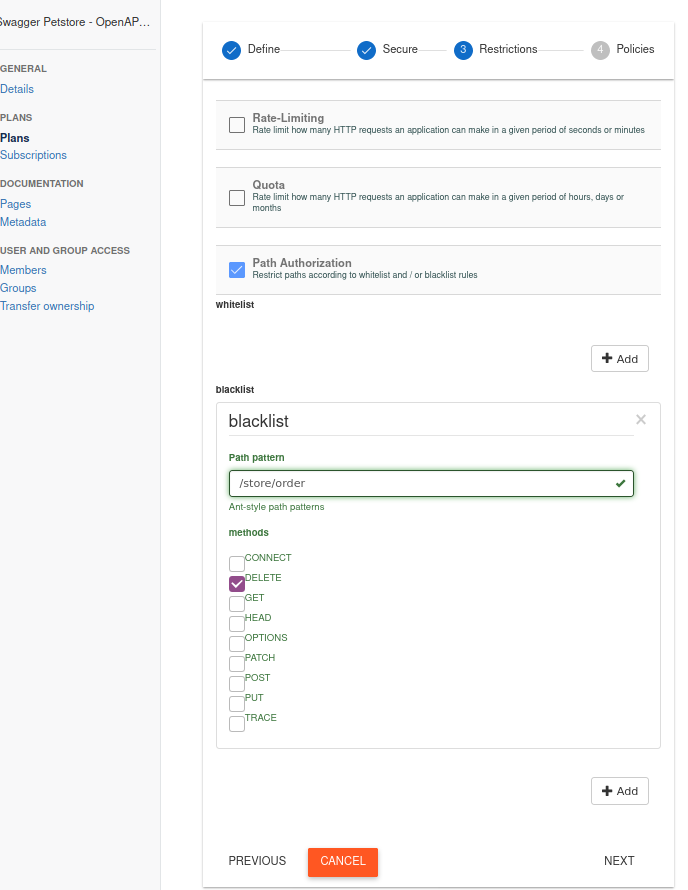 Swagger Petstore - OpenAP...
GENERAL
Details
PLANS
Plans
Subscriptions
DOCUMENTATION
Pages
Metadata
USER AND GROUP ACCESS
Members
Groups
Transfer ownership
Define
Secure
3 Restrictions
4 Policies
Rate-Limiting
Rate limit how many HTTP requests an application can make in a given period of seconds or minutes
Quota
Rate limit how many HTTP requests an application can make in a given period of hours, days or
months
Path Authorization
Restrict paths according to whitelist and / or blacklist rules
whitelist
Add
blacklist
blacklist
Path pattern
/store/order
Ant-style path patterns
methods
CONNECT
DELETE
GET
HEAD
OPTIONS
PATCH
POST
PUT
TRACE
Add
PREVIOUS
CANCEL
NEXT